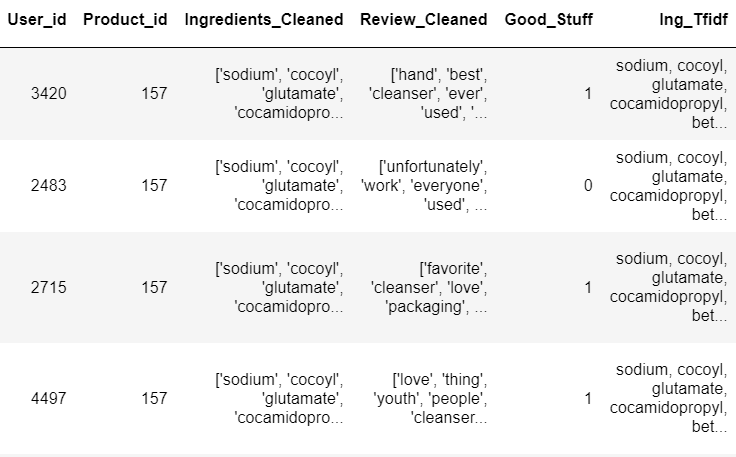 User_id Product_id Ingredients_Cleaned Review_Cleaned Good_Stuff Ing_Tfidf
3420 157 ['sodium', 'cocoyl', 'glutamate', 'cocamidopro... ['hand', 'best', 'cleanser', 'ever', 'used', '... 1 sodium, cocoyl, glutamate, cocamidopropyl, bet...
2483 157 ['sodium', 'cocoyl', 'glutamate', 'cocamidopro... ['unfortunately', 'work', 'everyone', 'used', ... 0 sodium, cocoyl, glutamate, cocamidopropyl, bet...
2715 157 ['sodium', 'cocoyl', 'glutamate', 'cocamidopro... ['favorite', 'cleanser', 'love', 'packaging', ... 1 sodium, cocoyl, glutamate, cocamidopropyl, bet...
4497 157 ['sodium', 'cocoyl', 'glutamate', 'cocamidopro... ['love', 'thing', 'youth', 'people', 'cleanser... 1 sodium, cocoyl, glutamate, cocamidopropyl, bet...